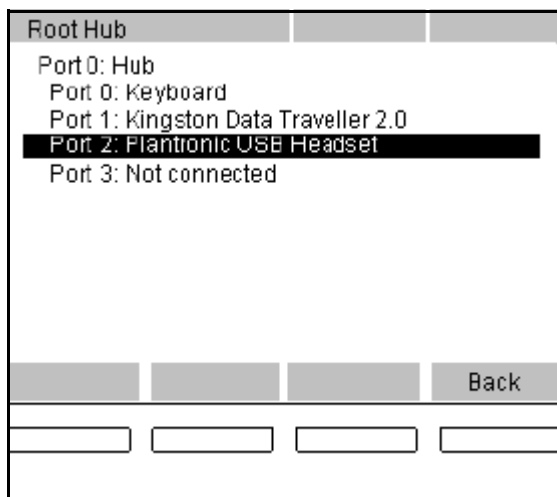 Root Hub
Port 0: Hub
Port 0: Keyboard
Port 1: Kingston Data Traveller 2.0
Port 2: Plantronic USB Headset
Port 3: Not connected
Back